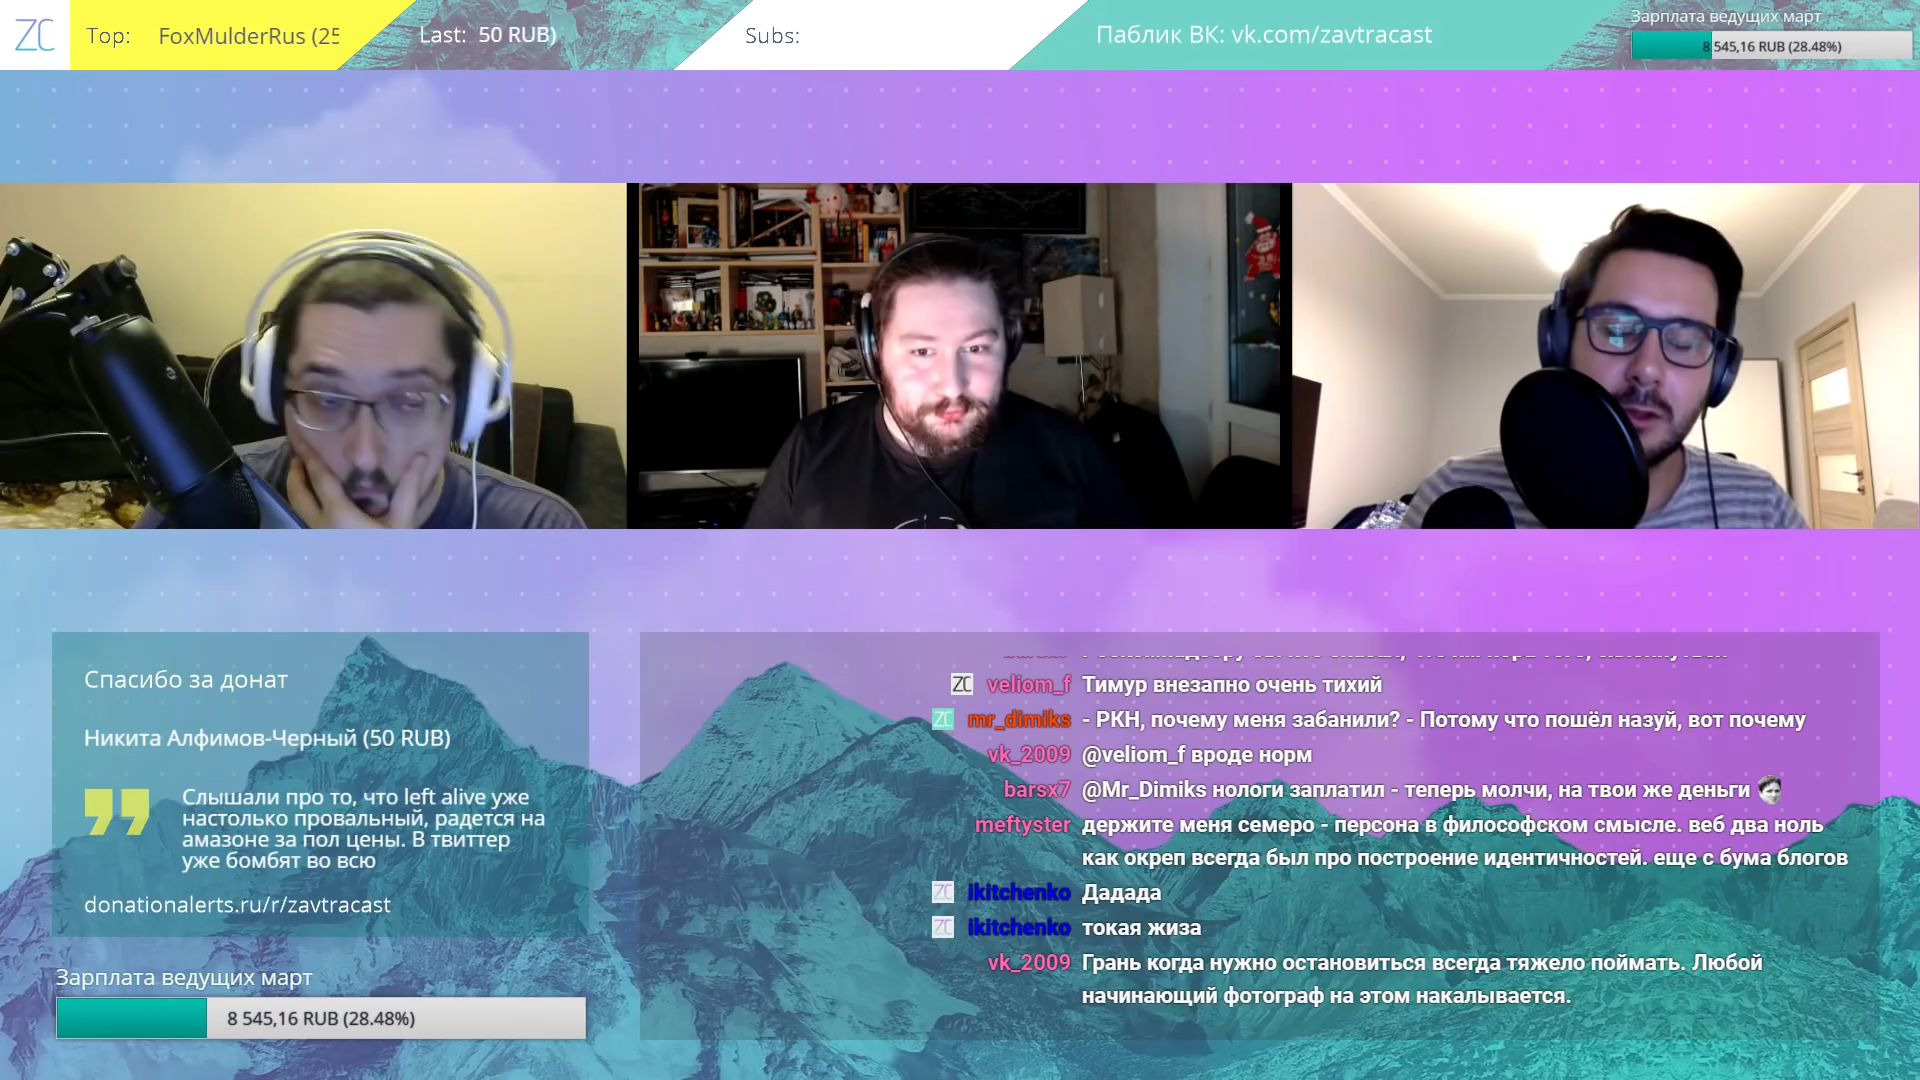 ZC
Top: FoxMulderRus (25
Last: 50 RUB)
Subs:
Паблик ВК: vk.com/zavtracast
Зарплата ведущих март
8 545,16 RUB (28.48%)
Спасибо за донат
Никита Алфимов-Черный (50 RUB)
Слышали про то, что left alive уже
настолько провальный, радется на
амазоне за пол цены. В твиттер
уже бомбят во всю
donationalerts.ru/r/zavtracast
Зарплата ведущих март
8 545,16 RUB (28.48%)
ZC veliom_f Тимур внезапно очень тихий
ZC mr_dimiks - РКН, почему меня забанили? - Потому что пошёл назуй, вот почему
vk_2009 @veliom_f вроде норм
barsx7 @Mr_Dimiks нологи заплатил - теперь молчи, на твои же деньги
meftyster держите меня семеро - персона в философском смысле. веб два ноль
как окреп всегда был про построение идентичностей. еще с бума блогов
ZC ikitchenko Дадада
ZC ikitchenko токая жиза
vk_2009 Грань когда нужно остановиться всегда тяжело поймать. Любой
начинающий фотограф на этом накалывается.